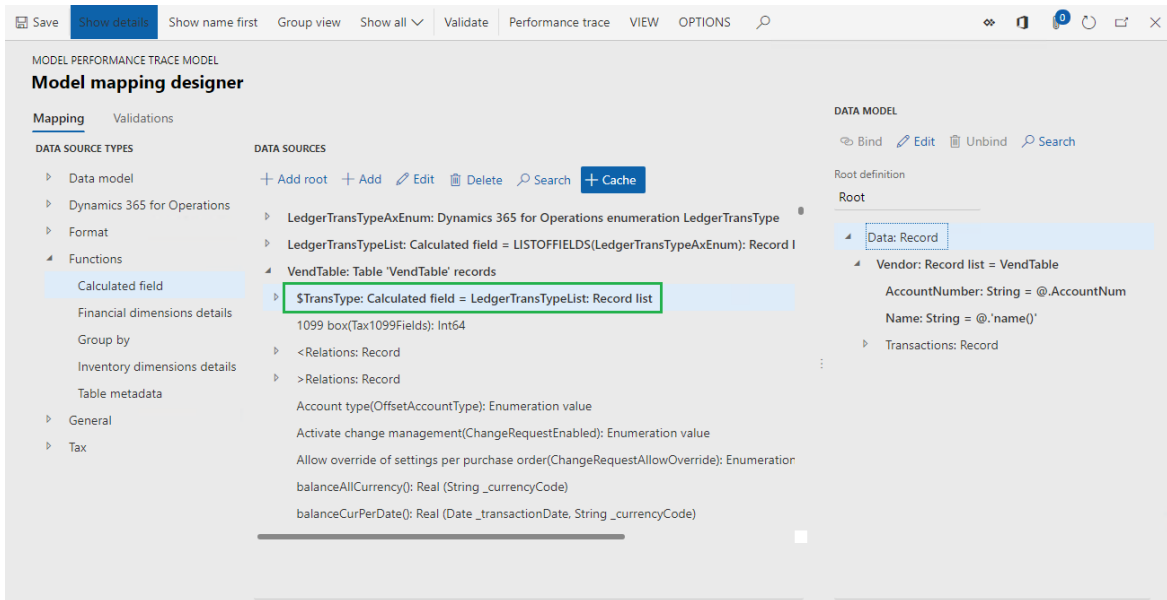 Save Show details Show name first Group view Show all Validate Performance trace VIEW OPTIONS 0
MODEL PERFORMANCE TRACE MODEL
Model mapping designer
Mapping Validations
DATA SOURCE TYPES
Data model
Dynamics 365 for Operations
Format
Functions
Calculated field
Financial dimensions details
Group by
Inventory dimensions details
Table metadata
General
Tax
DATA SOURCES
+ Add root + Add Edit Delete Search + Cache
LedgerTransTypeAxEnum: Dynamics 365 for Operations enumeration LedgerTransType
LedgerTransTypeList: Calculated field = LISTOFFIELDS(LedgerTransTypeAxEnum): Record l
VendTable: Table 'VendTable' records
$TransType: Calculated field = LedgerTransTypeList: Record list
1099 box(Tax1099Fields): Int64
<Relations: Record
>Relations: Record
Account type(OffsetAccountType): Enumeration value
Activate change management(ChangeRequestEnabled): Enumeration value
Allow override of settings per purchase order(ChangeRequestAllowOverride): Enumeration
balanceAllCurrency(): Real (String _currencyCode)
balanceCurPerDate(): Real (Date _transactionDate, String _currencyCode)
DATA MODEL
Bind Edit Unbind Search
Root definition
Root
Data: Record
Vendor: Record list = VendTable
AccountNumber: String = @.AccountNum
Name: String = @.'name()'
Transactions: Record